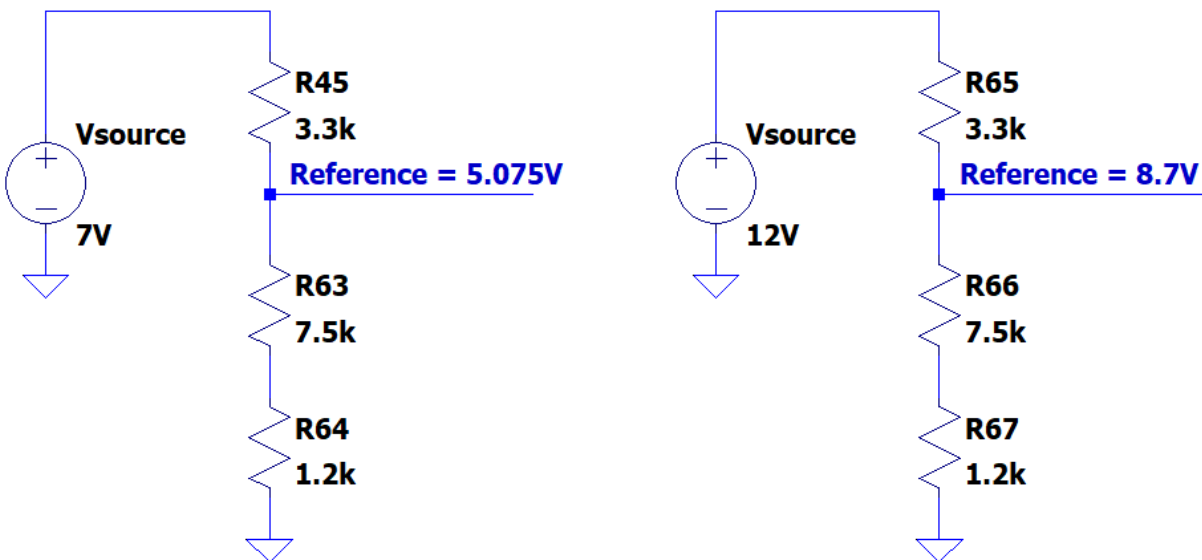 R45
3.3k
Vsource
Reference = 5.075V
7V
R63
7.5k
R64
1.2k
R65
3.3k
Vsource
Reference = 8.7V
12V
R66
7.5k
R67
1.2k